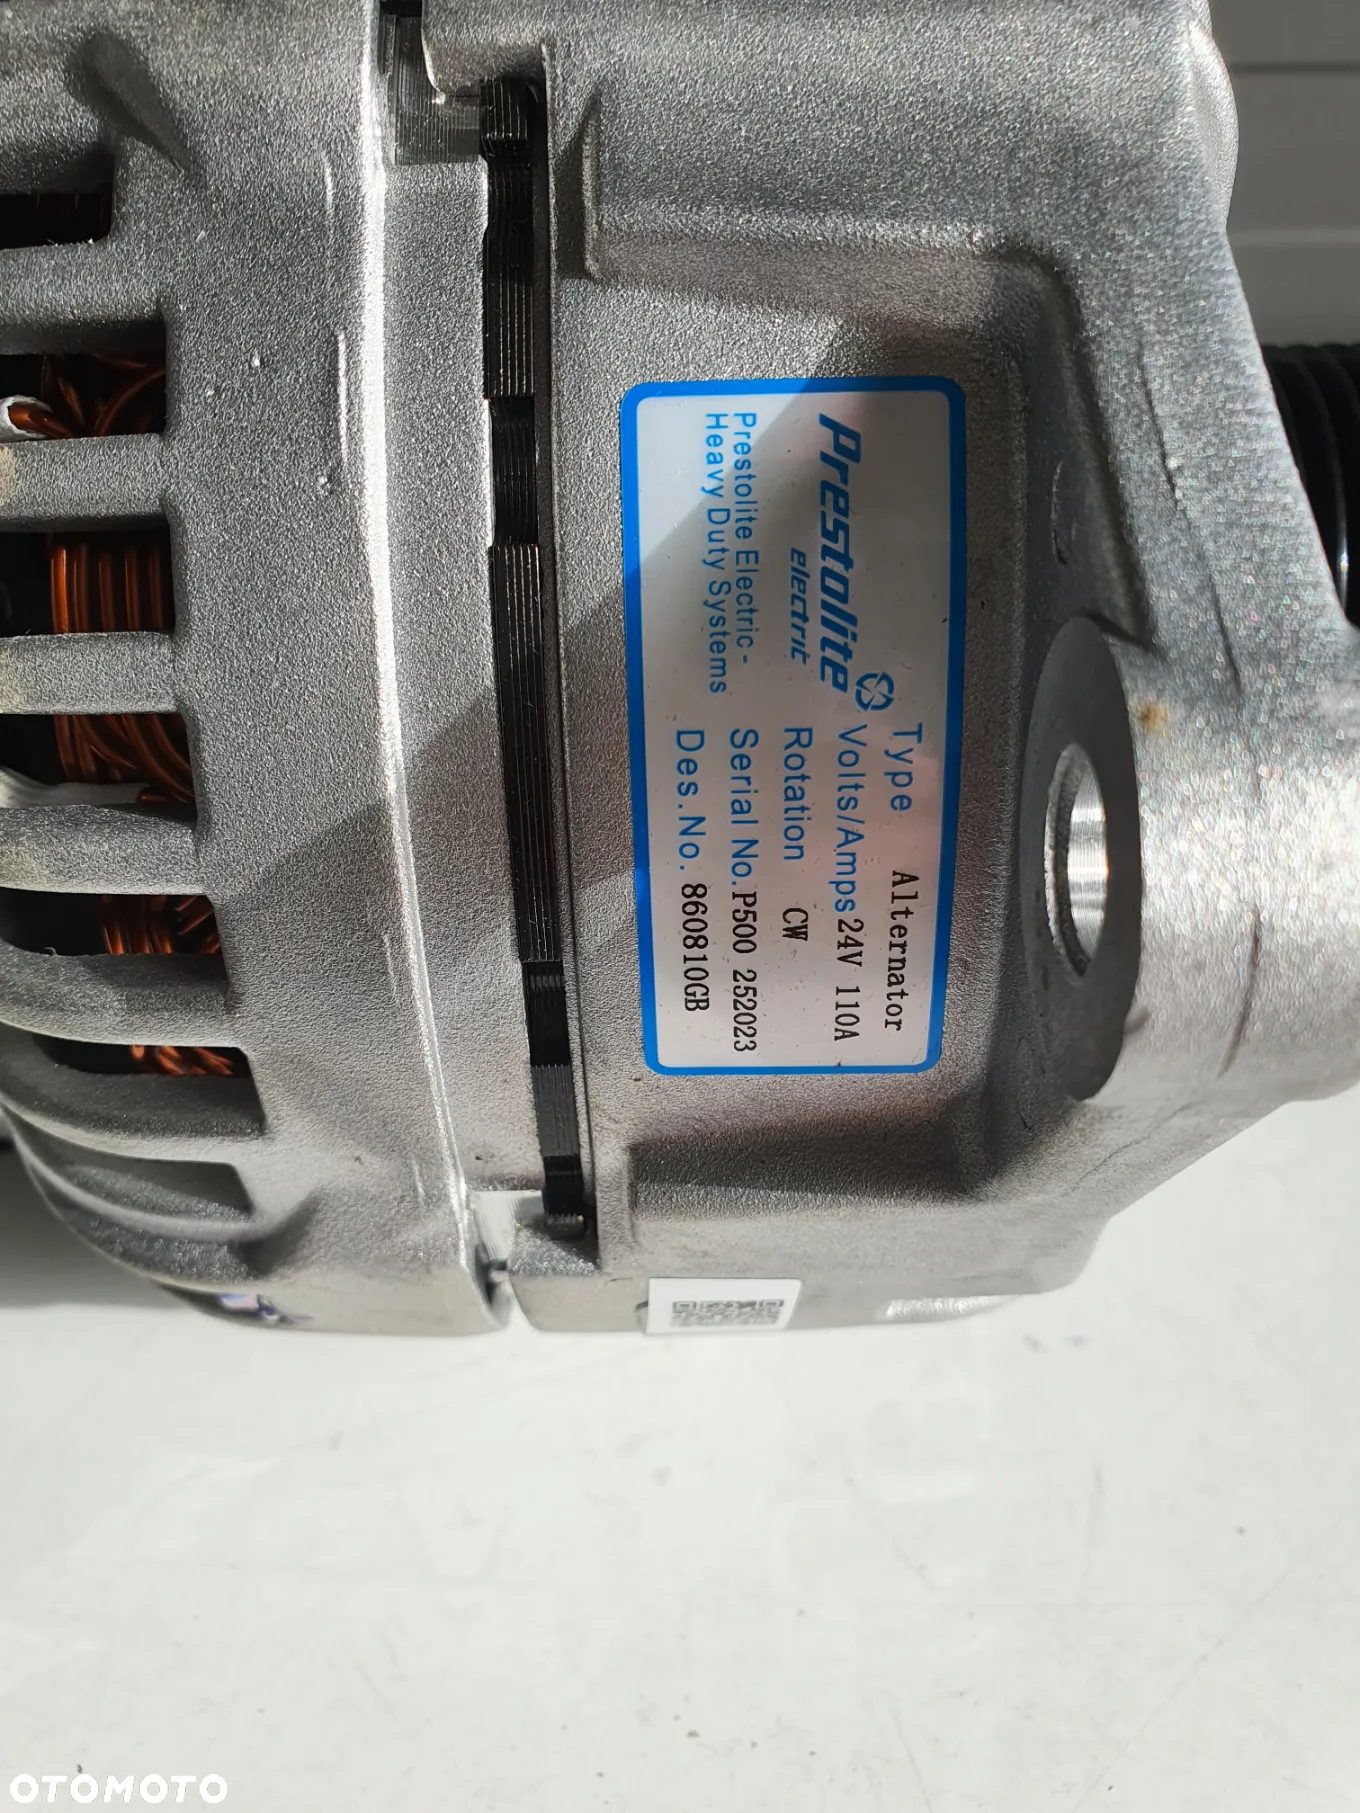 Prestolite
electric
Prestolite Electric -
Heavy Duty Systems
Type Alternator
Volts/Amps 24V 110A
Rotation CW
Serial No. P500 252023
Des.No. 860810GB
OTOMOTO